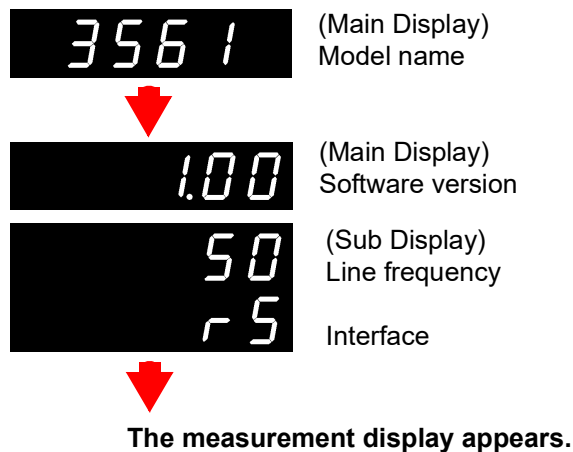 3561
(Main Display)
Model name
1.00
(Main Display)
Software version
50
(Sub Display)
Line frequency
rS
Interface
The measurement display appears.